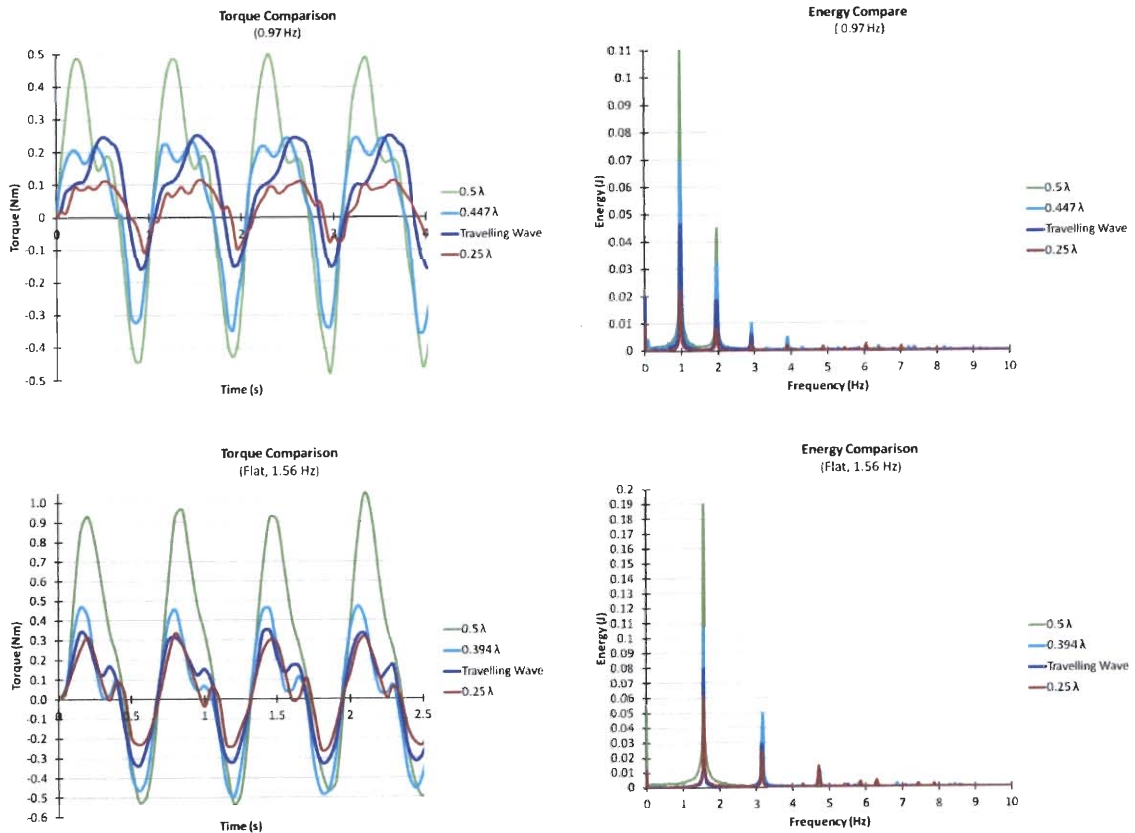 Torque Comparison
(0.97 Hz)
0.5
0.4
0.3
0.2
0.1
0
-0.1
-0.2
-0.3
-0.4
-0.5
Torque (Nm)
0 1 2 3 4
Time (s)
0.5 λ
0.447 λ
Travelling Wave
0.25 λ
Energy Compare
( 0.97 Hz)
0.11
0.1
0.09
0.08
0.07
0.06
0.05
0.04
0.03
0.02
0.01
0
Energy (J)
0 1 2 3 4 5 6 7 8 9 10
Frequency (Hz)
0.5 λ
0.447 λ
Travelling Wave
0.25 λ
Torque Comparison
(Flat, 1.56 Hz)
1.0
0.9
0.8
0.7
0.6
0.5
0.4
0.3
0.2
0.1
0.0
-0.1
-0.2
-0.3
-0.4
-0.5
-0.6
Torque (Nm)
0 0.5 1 1.5 2 2.5
Time (s)
0.5 λ
0.394 λ
Travelling Wave
0.25 λ
Energy Comparison
(Flat, 1.56 Hz)
0.2
0.19
0.18
0.17
0.16
0.15
0.14
0.13
0.12
0.11
0.1
0.09
0.08
0.07
0.06
0.05
0.04
0.03
0.02
0.01
0
Energy (J)
0 1 2 3 4 5 6 7 8 9 10
Frequency (Hz)
0.5 λ
0.394 λ
Travelling Wave
0.25 λ